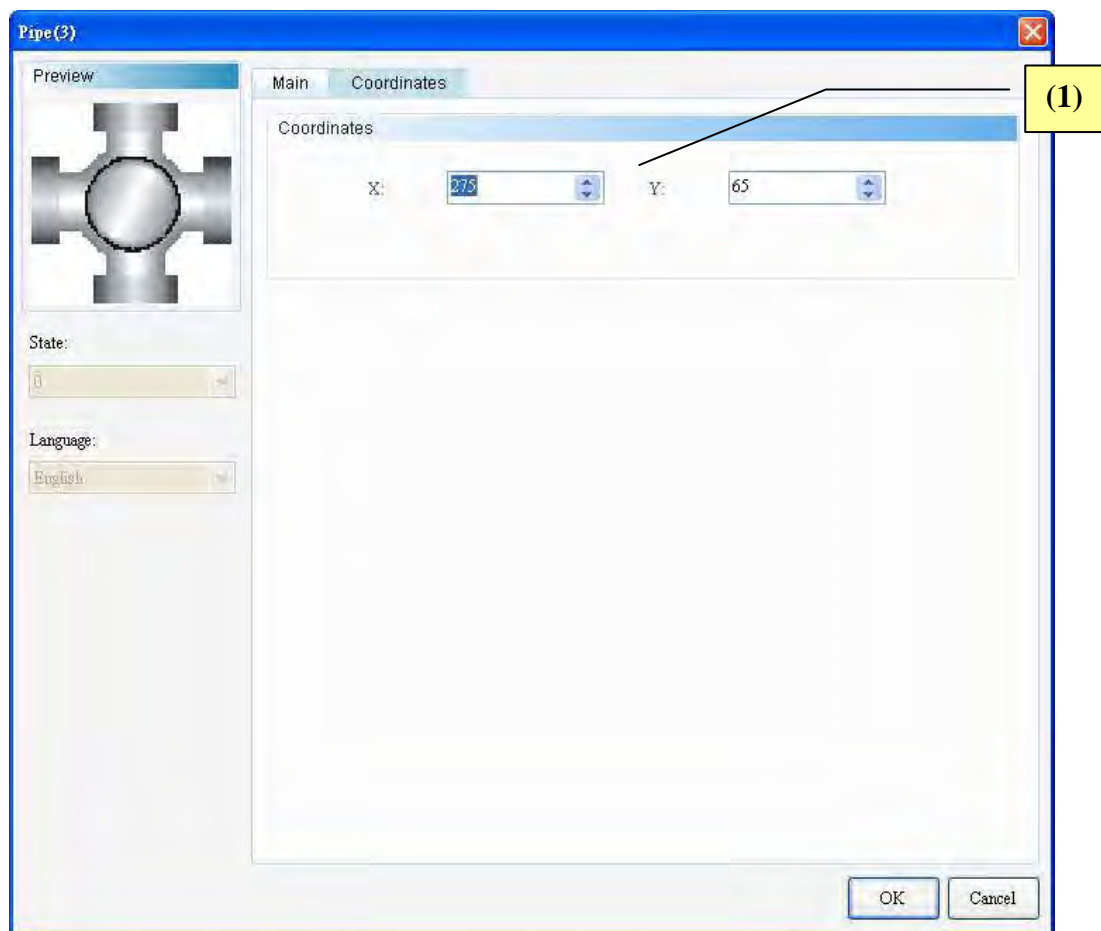 Pipe(3)
Preview
Main Coordinates
(1)
Coordinates
X: 275 Y: 65
State:
0
Language:
English
OK Cancel